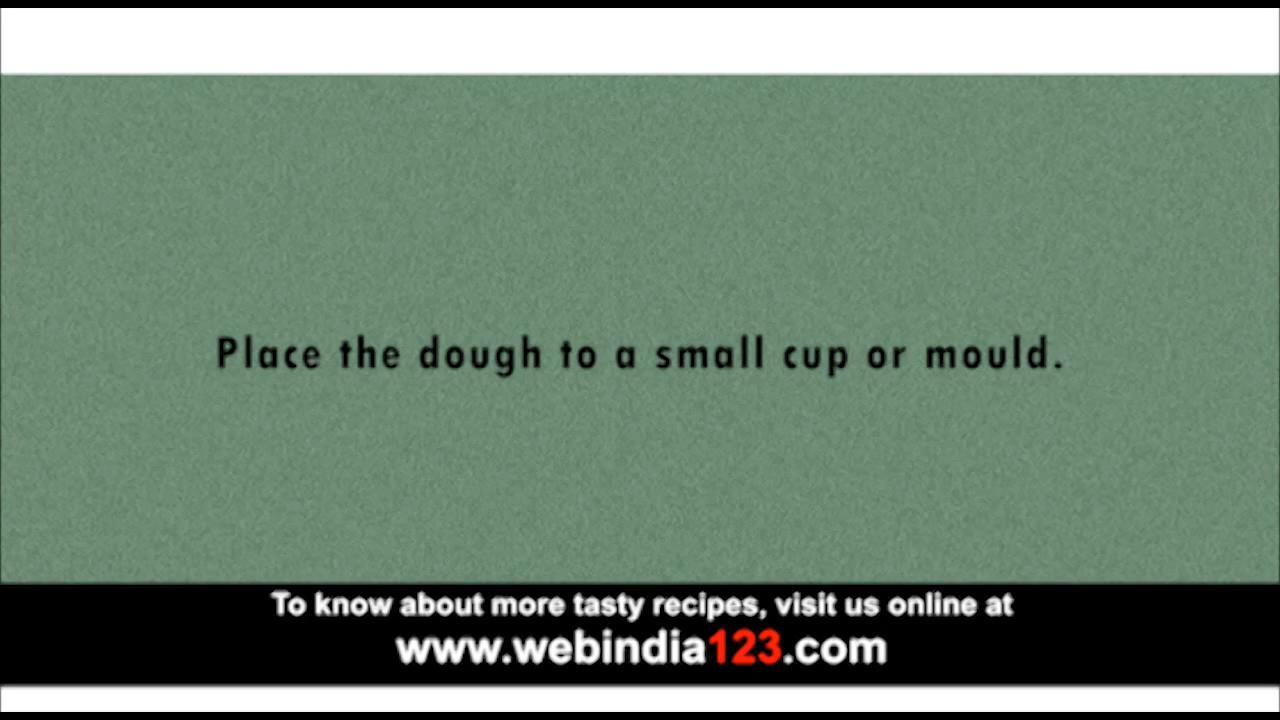 Place the dough to a small cup or mould.
To know about more tasty recipes, visit us online at
www.webindia123.com